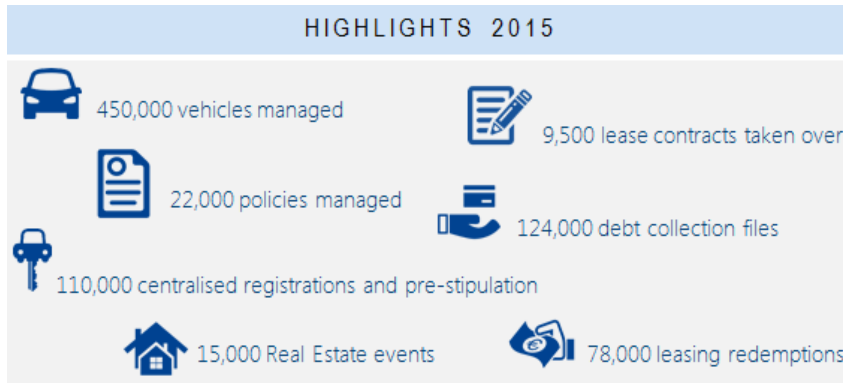 HIGHLIGHTS 2015
450,000 vehicles managed
9,500 lease contracts taken over
22,000 policies managed
124,000 debt collection files
110,000 centralised registrations and pre-stipulation
15,000 Real Estate events
78,000 leasing redemptions